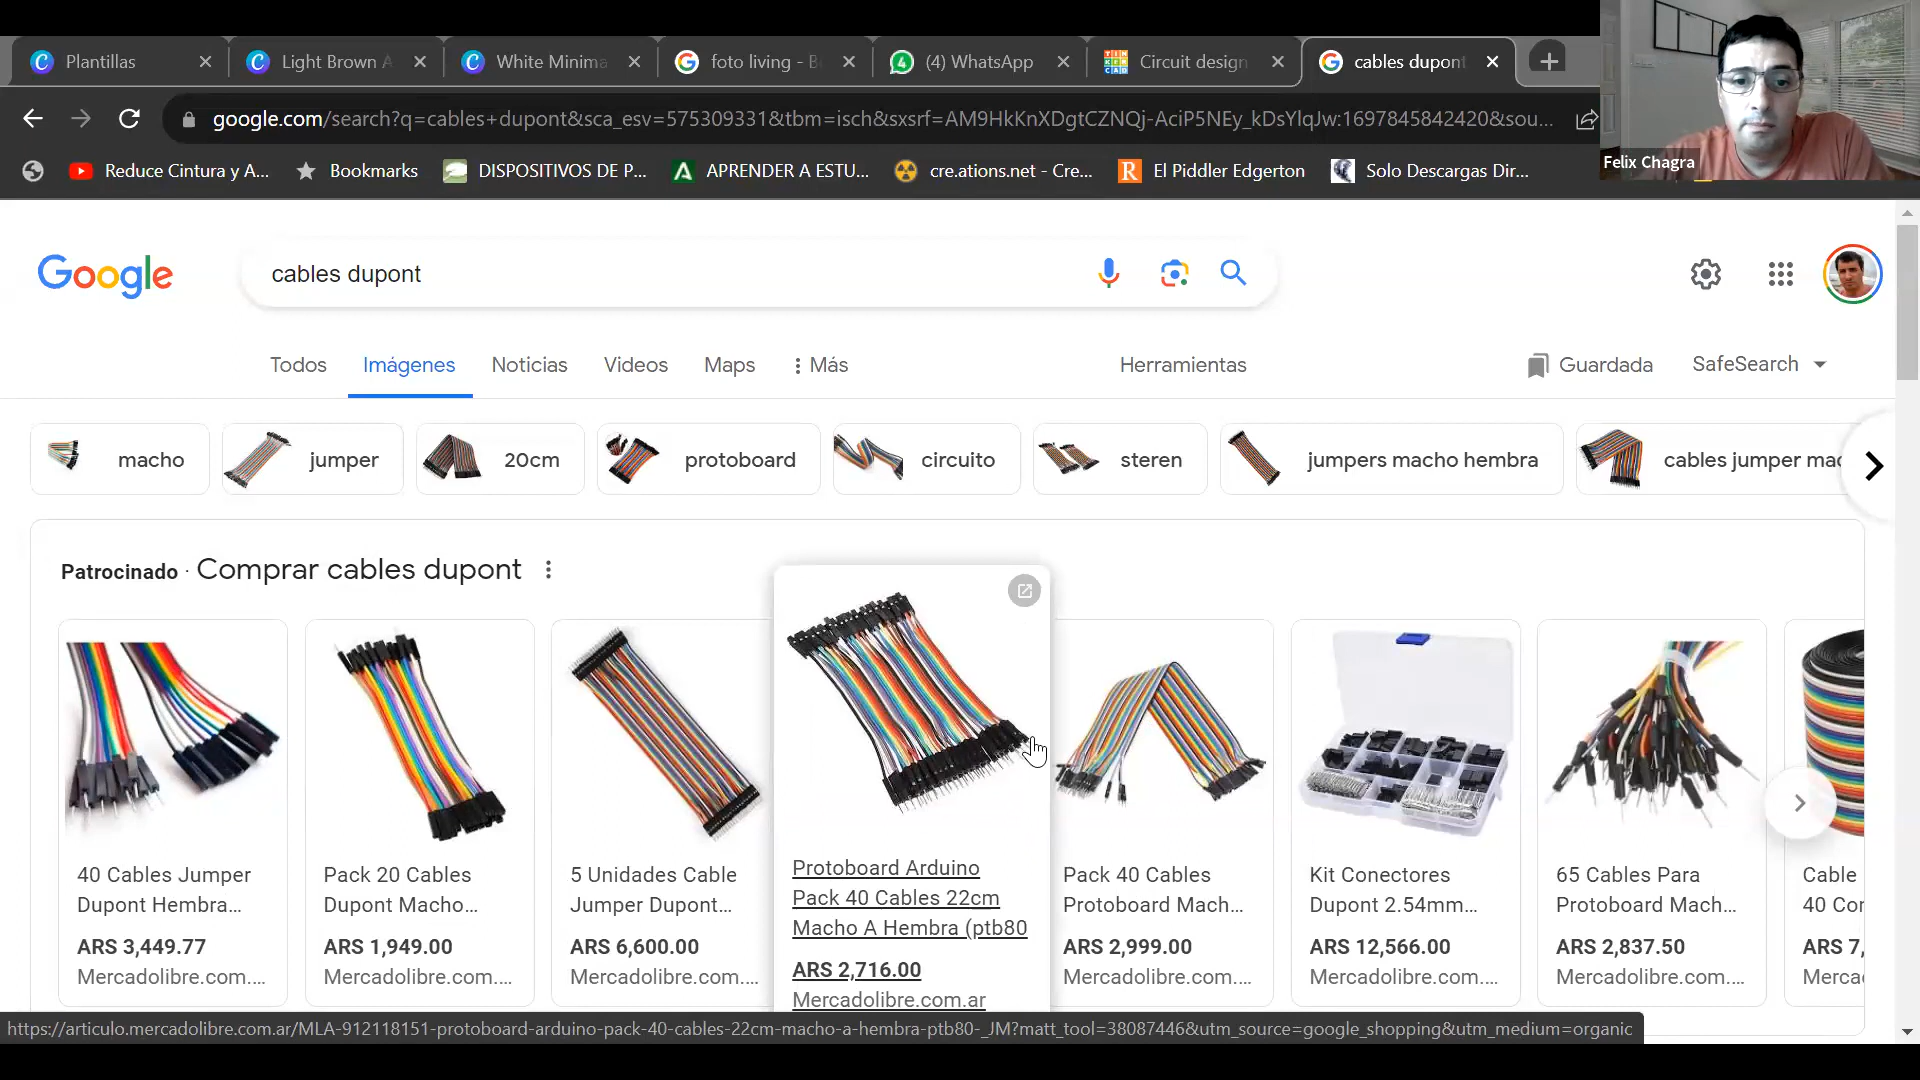 Plantillas
Light Brown A
White Minima
foto living - B
(4) WhatsApp
Circuit design
cables dupont
google.com/search?q=cables+dupont&sca_esv=575309331&tbm=isch&sxsrf=AM9HkKnXDgtCZNQj-AciP5NEy_kDsYlqJw:1697845842420&sou...
Felix Chagra
Reduce Cintura y A...
Bookmarks
DISPOSITIVOS DE P...
APRENDER A ESTU...
cre.ations.net - Cre...
El Piddler Edgerton
Solo Descargas Dir...
Google
cables dupont
Todos
Imágenes
Noticias
Videos
Maps
Más
Herramientas
Guardada
SafeSearch
macho
jumper
20cm
protoboard
circuito
steren
jumpers macho hembra
cables jumper mac
Patrocinado · Comprar cables dupont
40 Cables Jumper
Dupont Hembra...
ARS 3,449.77
Mercadolibre.com....
Pack 20 Cables
Dupont Macho...
ARS 1,949.00
Mercadolibre.com....
5 Unidades Cable
Jumper Dupont...
ARS 6,600.00
Mercadolibre.com....
Protoboard Arduino
Pack 40 Cables 22cm
Macho A Hembra (ptb80
ARS 2,716.00
Mercadolibre.com.ar
Pack 40 Cables
Protoboard Mach...
ARS 2,999.00
Mercadolibre.com....
Kit Conectores
Dupont 2.54mm...
ARS 12,566.00
Mercadolibre.com....
65 Cables Para
Protoboard Mach...
ARS 2,837.50
Mercadolibre.com....
Cable
40 Cor
ARS 7,
Merca
https://articulo.mercadolibre.com.ar/MLA-912118151-protoboard-arduino-pack-40-cables-22cm-macho-a-hembra-ptb80-_JM?matt_tool=38087446&utm_source=google_shopping&utm_medium=organic